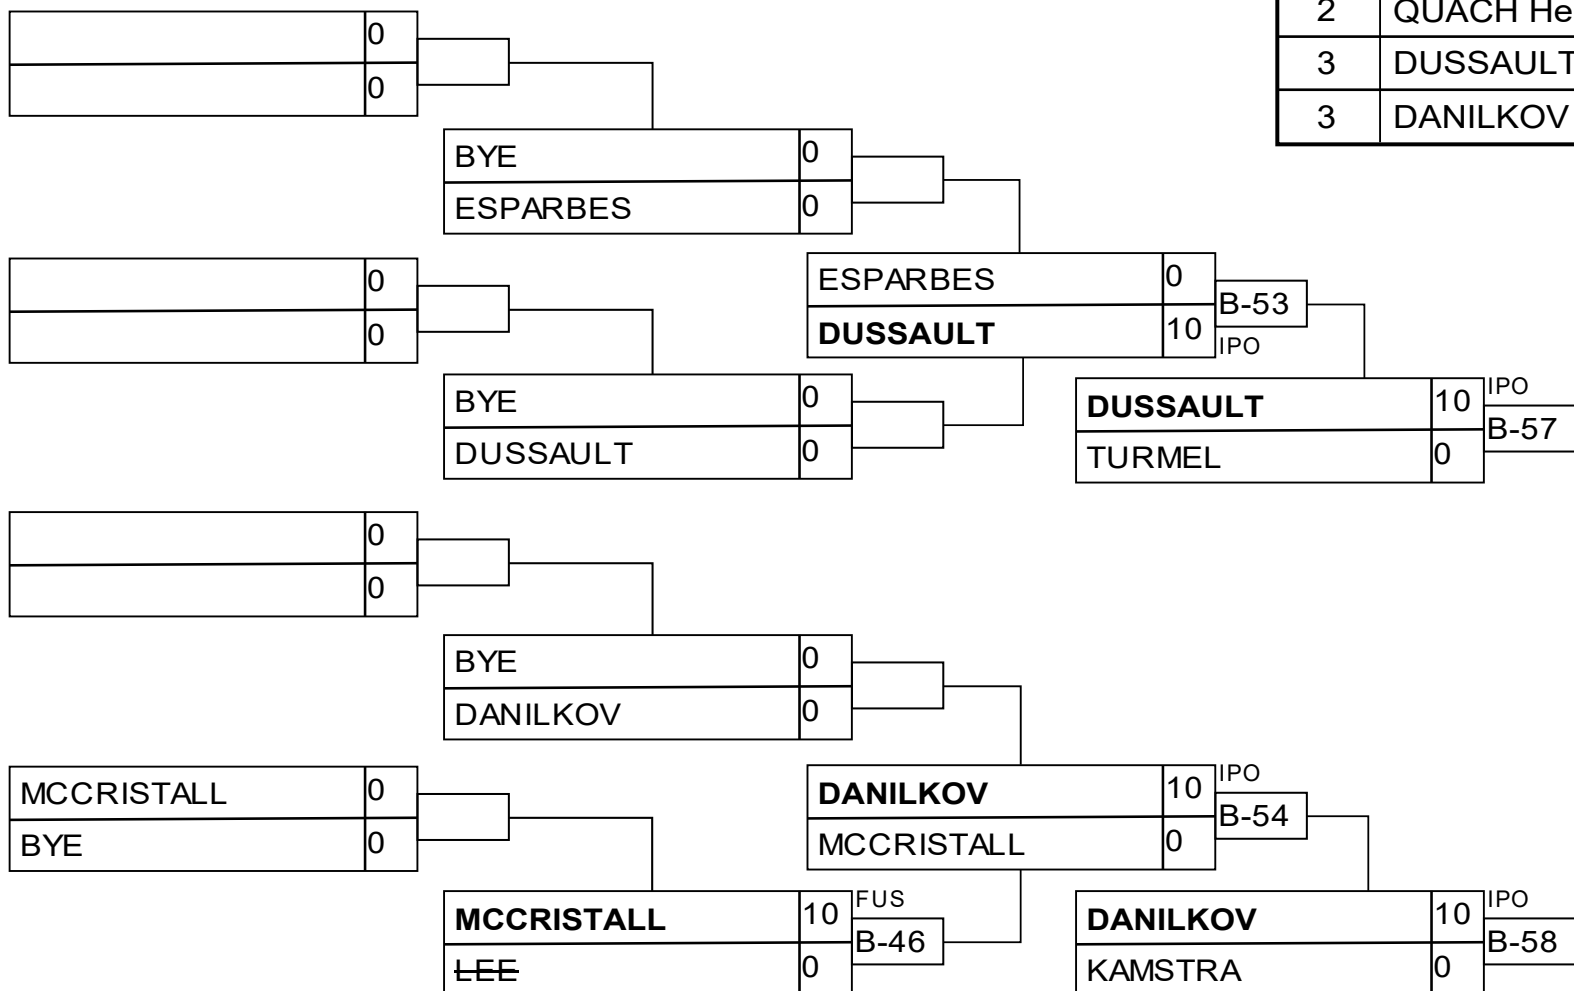 0
0
2 QUACH He
3 DUSSAULT
3 DANILKOV
BYE 0
ESPARBES 0
0
0
ESPARBES 0
DUSSAULT 10
B-53
IPO
BYE 0
DUSSAULT 0
DUSSAULT 10
TURMEL 0
IPO
B-57
0
0
BYE 0
DANILKOV 0
MCCRISTALL 0
BYE 0
DANILKOV 10
MCCRISTALL 0
IPO
B-54
MCCRISTALL 10
LEE 0
FUS
B-46
DANILKOV 10
KAMSTRA 0
IPO
B-58